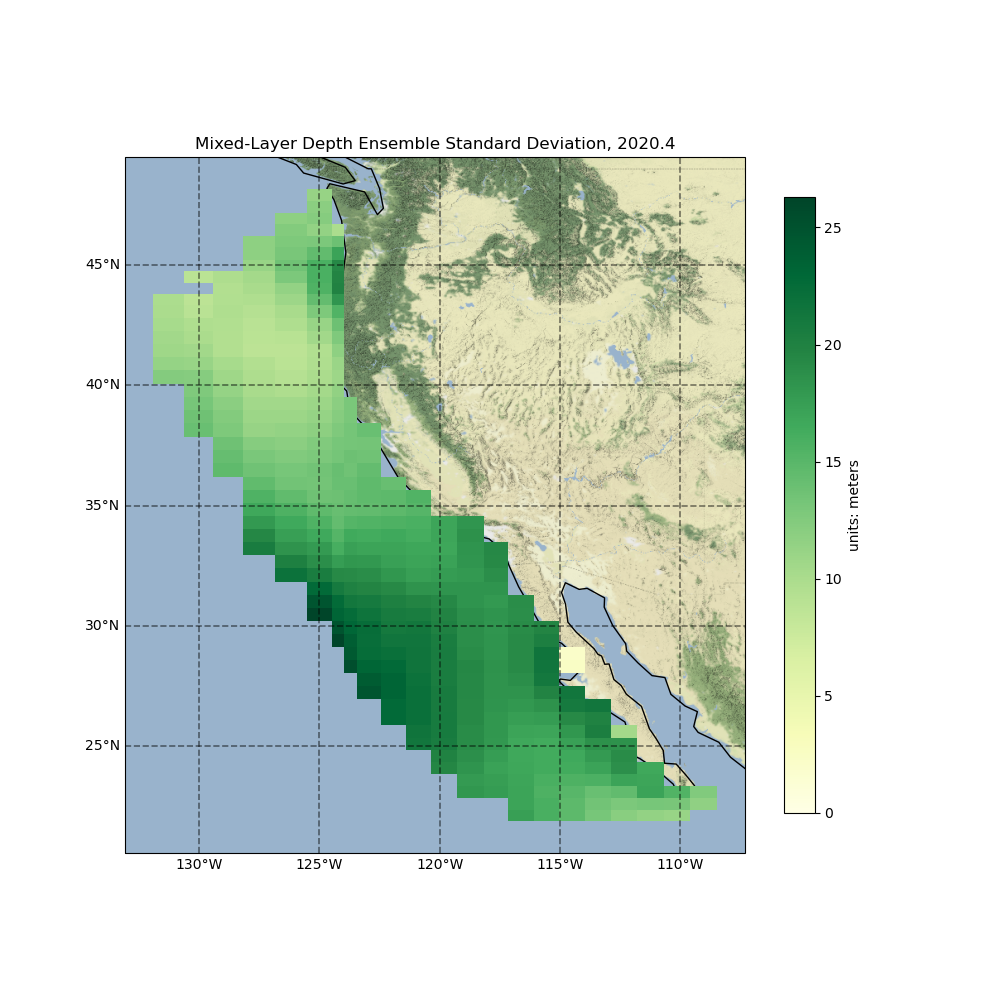 Mixed-Layer Depth Ensemble Standard Deviation, 2020.4
45°N
40°N
35°N
30°N
25°N
130°W
125°W
120°W
115°W
110°W
25
20
15
10
5
0
units: meters